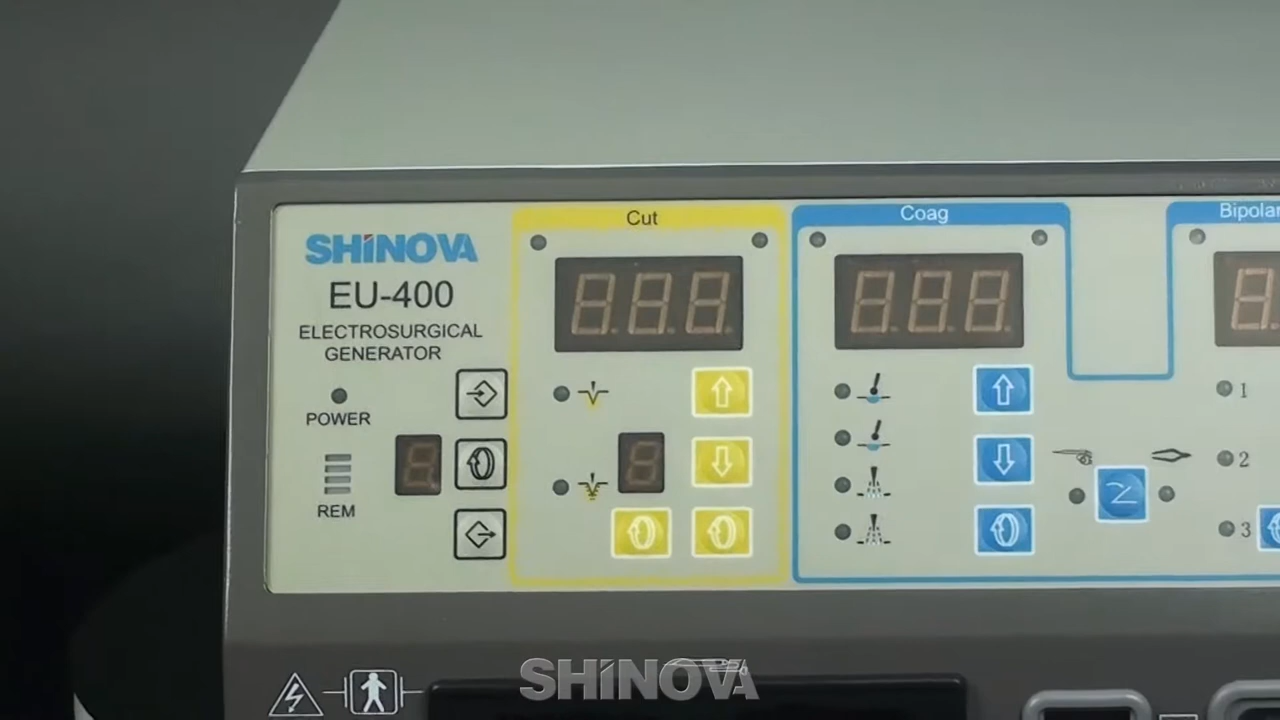 SHINOVA
EU-400
ELECTROSURGICAL
GENERATOR
POWER
REM
Cut
Coag
Bipolar
1
2
3
SHINOVA